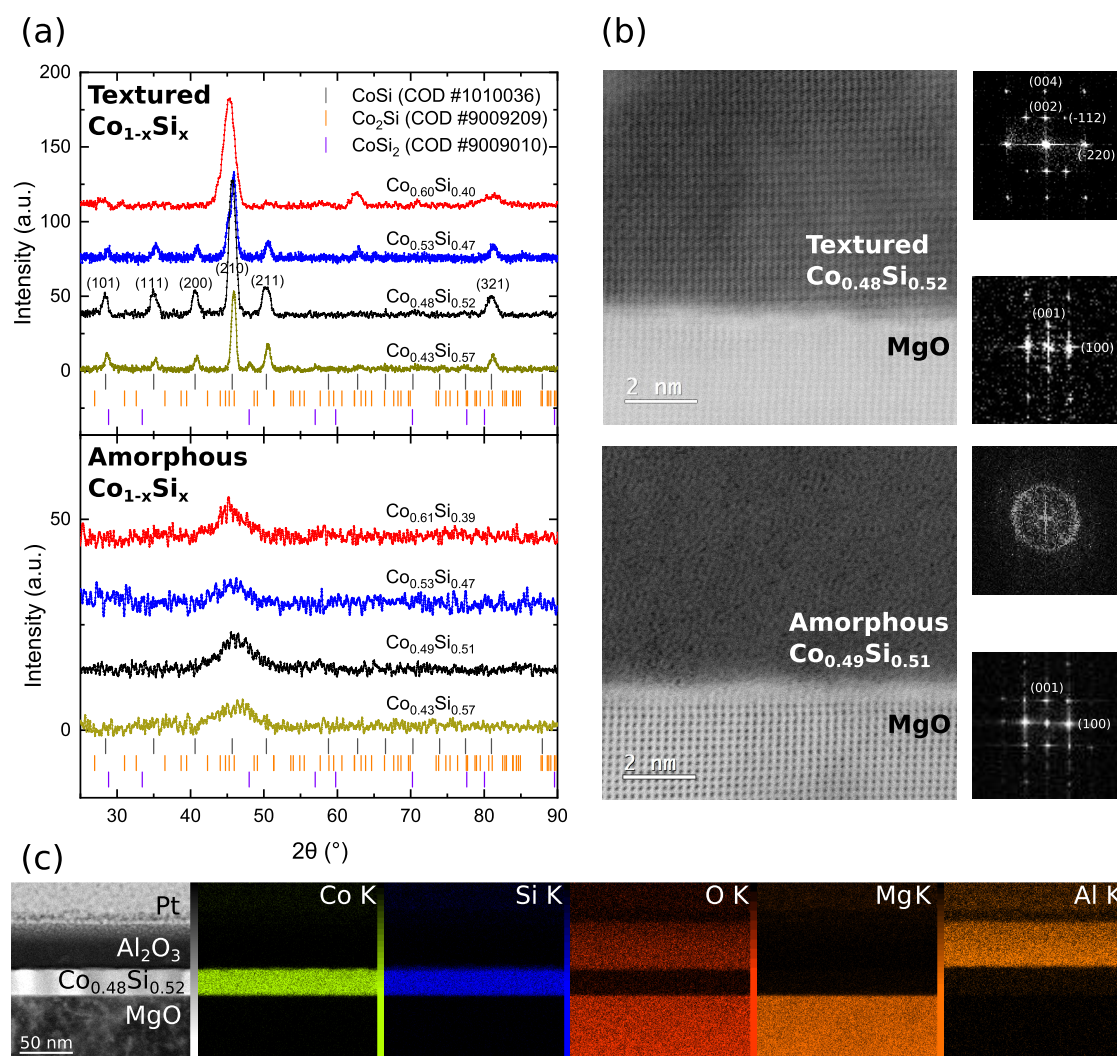 (a)
200
150
100
50
0
Intensity (a.u.)
Textured
Co1-xSix
CoSi (COD #1010036)
Co2Si (COD #9009209)
CoSi2 (COD #9009010)
Co0.60Si0.40
Co0.53Si0.47
(101) (111) (200) (210) (211) (321)
Co0.48Si0.52
Co0.43Si0.57
Amorphous
Co1-xSix
50
0
Intensity (a.u.)
Co0.61Si0.39
Co0.53Si0.47
Co0.49Si0.51
Co0.43Si0.57
30 40 50 60 70 80 90
2θ (°)
(b)
Textured
Co0.48Si0.52
MgO
2 nm
(004)
(002)
(-112)
(-220)
(001)
(100)
Amorphous
Co0.49Si0.51
MgO
2 nm
(001)
(100)
(c)
Pt
Al2O3
Co0.48Si0.52
MgO
50 nm
Co K
Si K
O K
Mg K
Al K